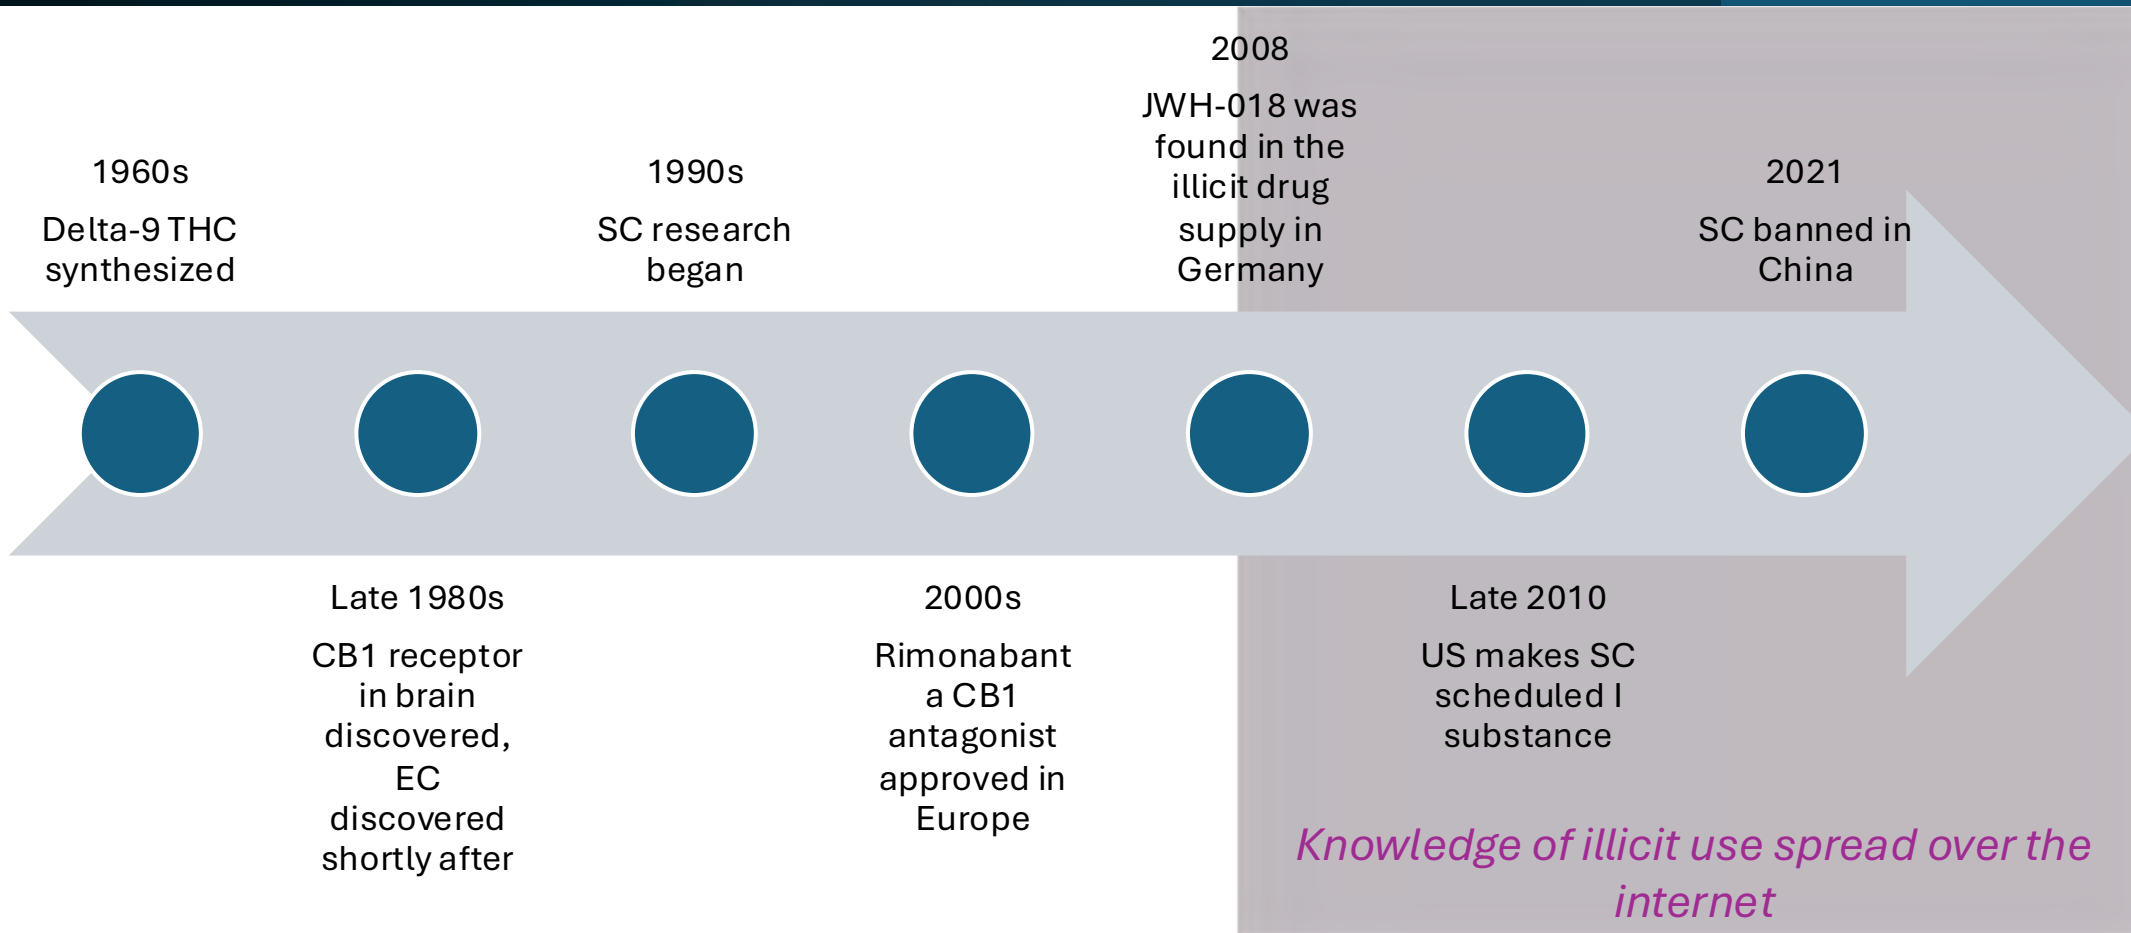 1960s
Delta-9 THC
synthesized
Late 1980s
CB1 receptor
in brain
discovered,
EC
discovered
shortly after
1990s
SC research
began
2000s
Rimonabant
a CB1
antagonist
approved in
Europe
2008
JWH-018 was
found in the
illicit drug
supply in
Germany
Late 2010
US makes SC
scheduled I
substance
2021
SC banned in
China
Knowledge of illicit use spread over the
internet